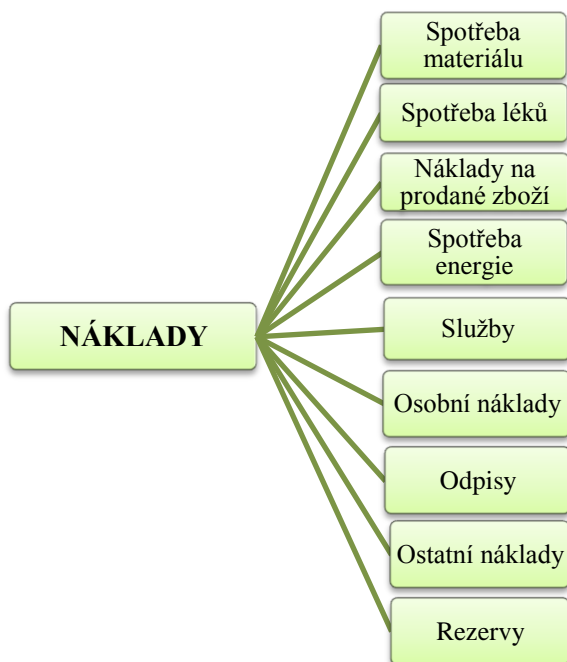 Spotřeba
materiálu
Spotřeba léků
Náklady na
prodané zboží
Spotřeba
energie
NÁKLADY
Služby
Osobní náklady
Odpisy
Ostatní náklady
Rezervy